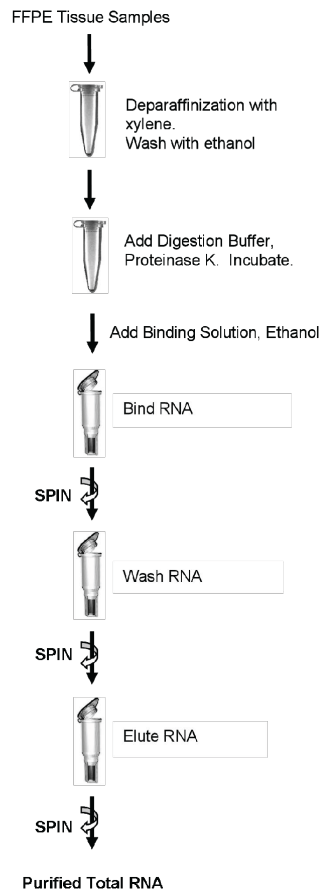 FFPE Tissue Samples
Deparaffinization with
xylene.
Wash with ethanol
Add Digestion Buffer,
Proteinase K.  Incubate.
Add Binding Solution, Ethanol
Bind RNA
SPIN
Wash RNA
SPIN
Elute RNA
SPIN
Purified Total RNA